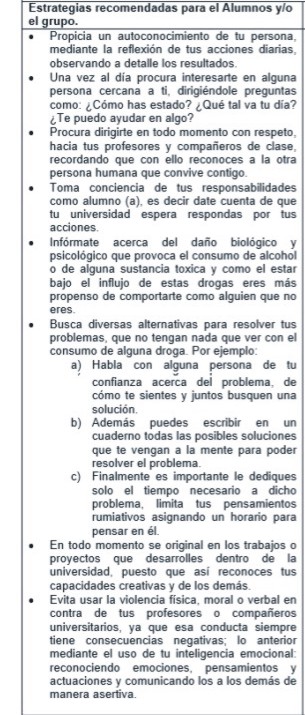 Estrategias recomendadas para el Alumnos y/o
el grupo.
• Propicia un autoconocimiento de tu persona,
mediante la reflexión de tus acciones diarias,
observando a detalle los resultados.
• Una vez al día procura interesarte en alguna
persona cercana a ti, dirigiéndole preguntas
como: ¿Cómo has estado? ¿Qué tal va tu día?
¿Te puedo ayudar en algo?
• Procura dirigirte en todo momento con respeto,
hacia tus profesores y compañeros de clase,
recordando que con ello reconoces a la otra
persona humana que convive contigo.
• Toma conciencia de tus responsabilidades
como alumno (a), es decir date cuenta de que
tu universidad espera respondas por tus
acciones.
• Infórmate acerca del daño biológico y
psicológico que provoca el consumo de alcohol
o de alguna sustancia toxica y como el estar
bajo el influjo de estas drogas eres más
propenso de comportarte como alguien que no
eres.
• Busca diversas alternativas para resolver tus
problemas, que no tengan nada que ver con el
consumo de alguna droga. Por ejemplo:
a) Habla con alguna persona de tu
confianza acerca del problema, de
cómo te sientes y juntos busquen una
solución.
b) Además puedes escribir en un
cuaderno todas las posibles soluciones
que te vengan a la mente para poder
resolver el problema.
c) Finalmente es importante le dediques
solo el tiempo necesario a dicho
problema, limita tus pensamientos
rumiativos asignando un horario para
pensar en él.
• En todo momento se original en los trabajos o
proyectos que desarrolles dentro de la
universidad, puesto que así reconoces tus
capacidades creativas y de los demás.
• Evita usar la violencia física, moral o verbal en
contra de tus profesores o compañeros
universitarios, ya que esa conducta siempre
tiene consecuencias negativas; lo anterior
mediante el uso de tu inteligencia emocional:
reconociendo emociones, pensamientos y
actuaciones y comunicando los a los demás de
manera asertiva.